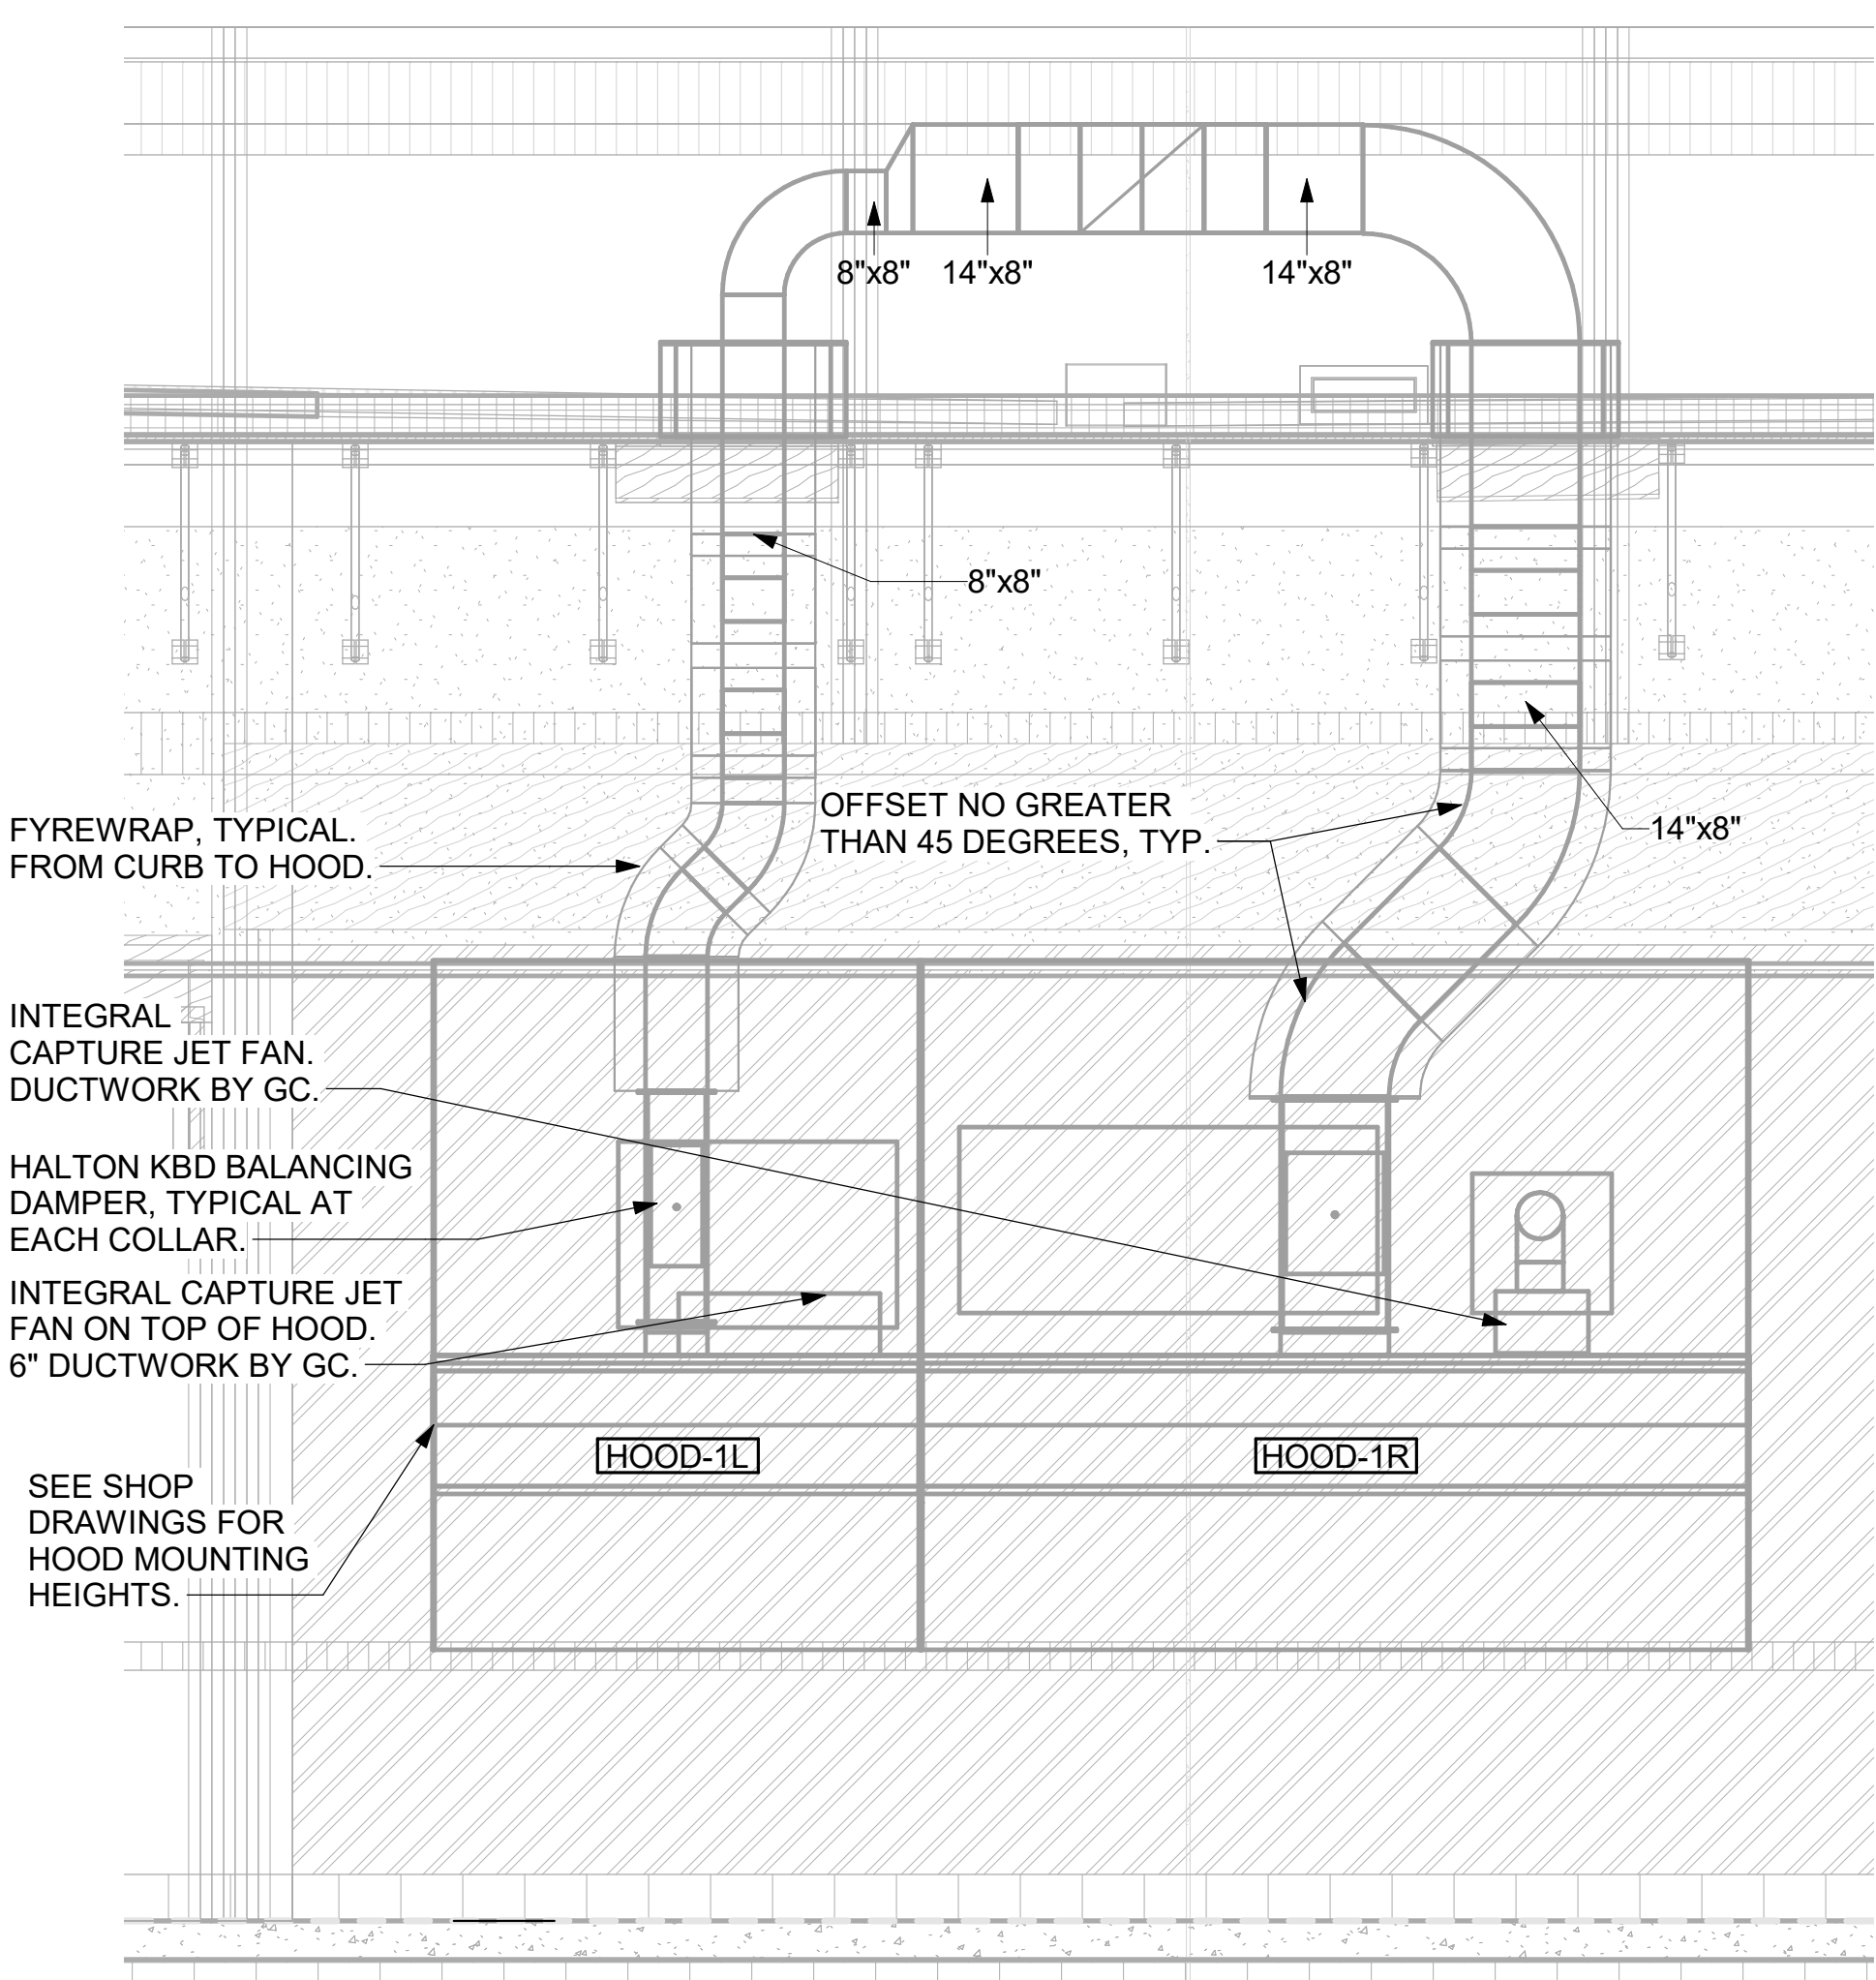 8"x8"
14"x8"
14"x8"
8"x8"
OFFSET NO GREATER
THAN 45 DEGREES, TYP.
14"x8"
FYREWRAP, TYPICAL.
FROM CURB TO HOOD.
INTEGRAL
CAPTURE JET FAN.
DUCTWORK BY GC.
HALTON KBD BALANCING
DAMPER, TYPICAL AT
EACH COLLAR.
INTEGRAL CAPTURE JET
FAN ON TOP OF HOOD.
6" DUCTWORK BY GC.
HOOD-1L
HOOD-1R
SEE SHOP
DRAWINGS FOR
HOOD MOUNTING
HEIGHTS.